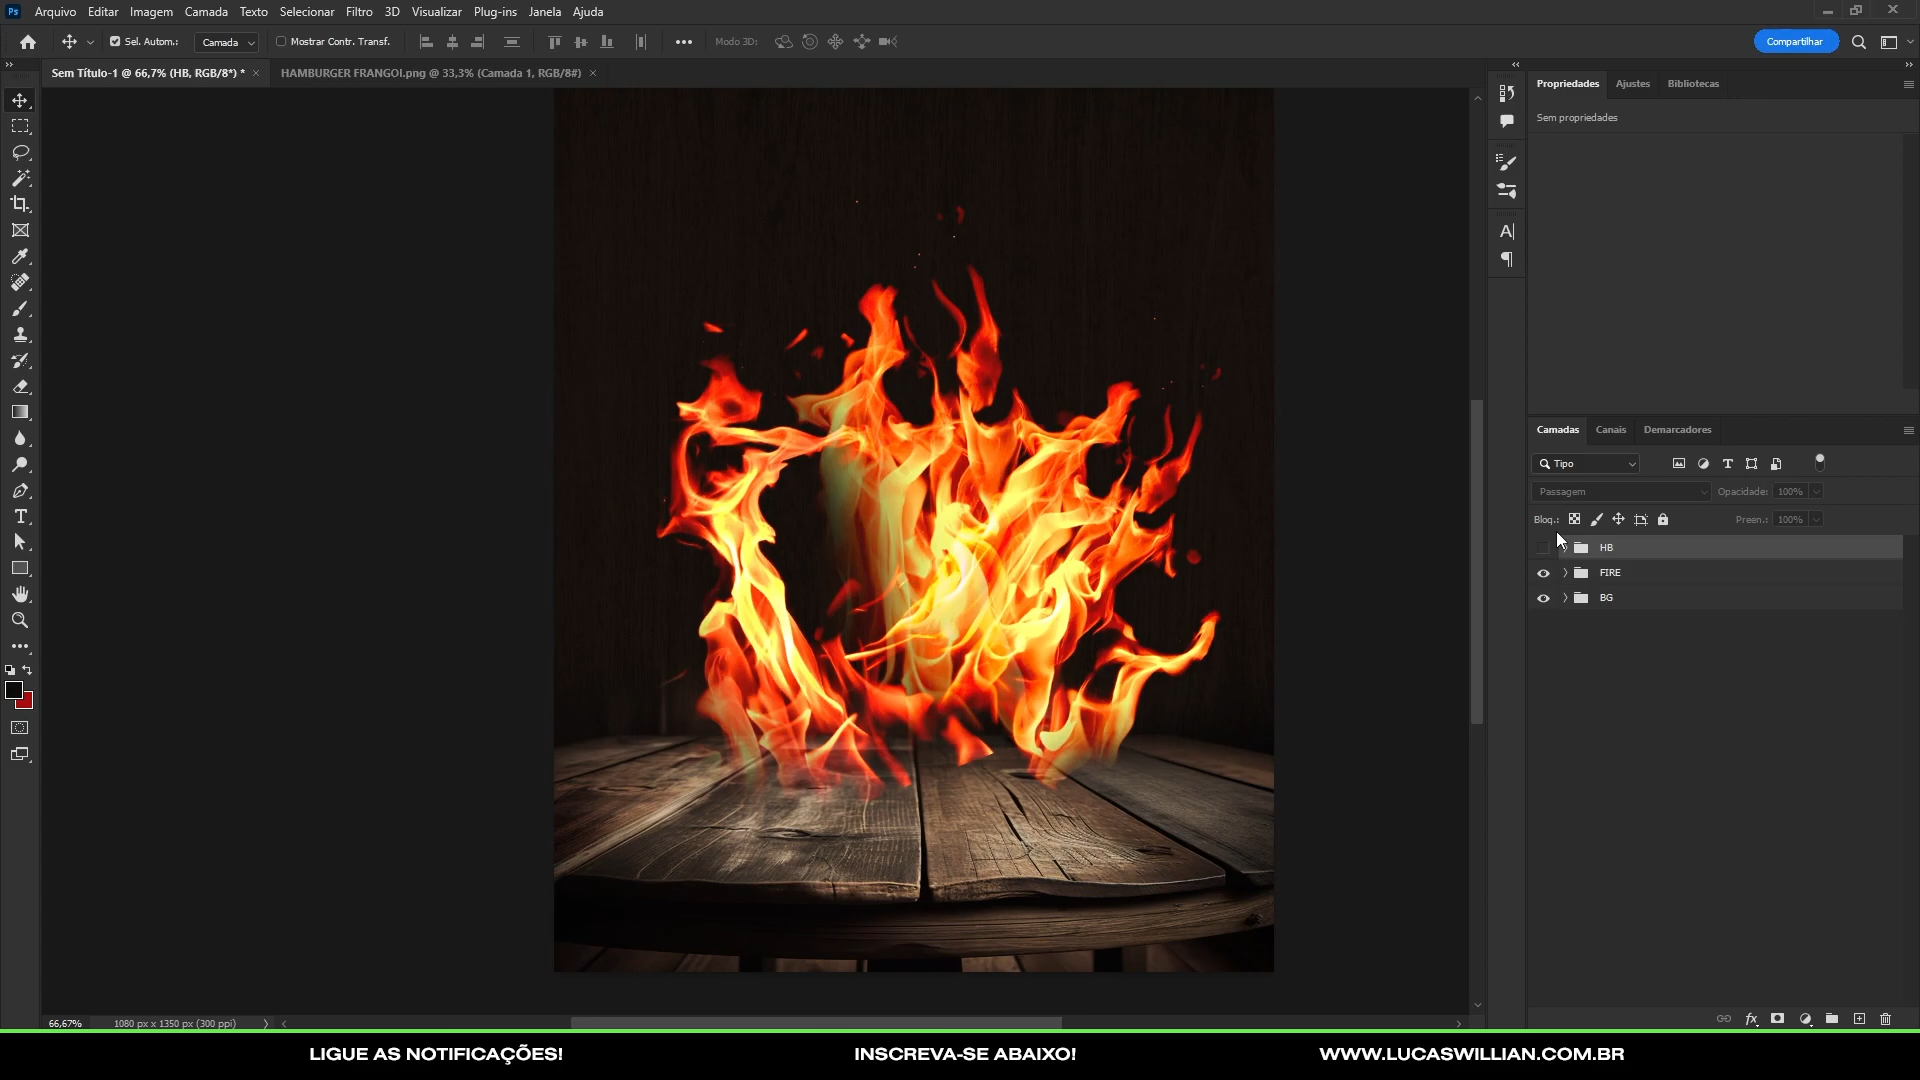 Ps Arquivo Editar Imagem Camada Texto Selecionar Filtro 3D Visualizar Plug-ins Janela Ajuda
Sel. Autom.: Camada Mostrar Contr. Transf. Modo 3D: Compartilhar
Sem Título-1 @ 66,7% (HB, RGB/8*) * HAMBURGER FRANGOI.png @ 33,3% (Camada 1, RGB/8#)
Propriedades Ajustes Bibliotecas
Sem propriedades
Camadas Canais Demarcadores
Tipo
Passagem Opacidade: 100%
Bloq.: Preen.: 100%
HB
FIRE
BG
66,67% 1080 px x 1350 px (300 ppi)
LIGUE AS NOTIFICAÇÕES! INSCREVA-SE ABAIXO! WWW.LUCASWILLIAN.COM.BR